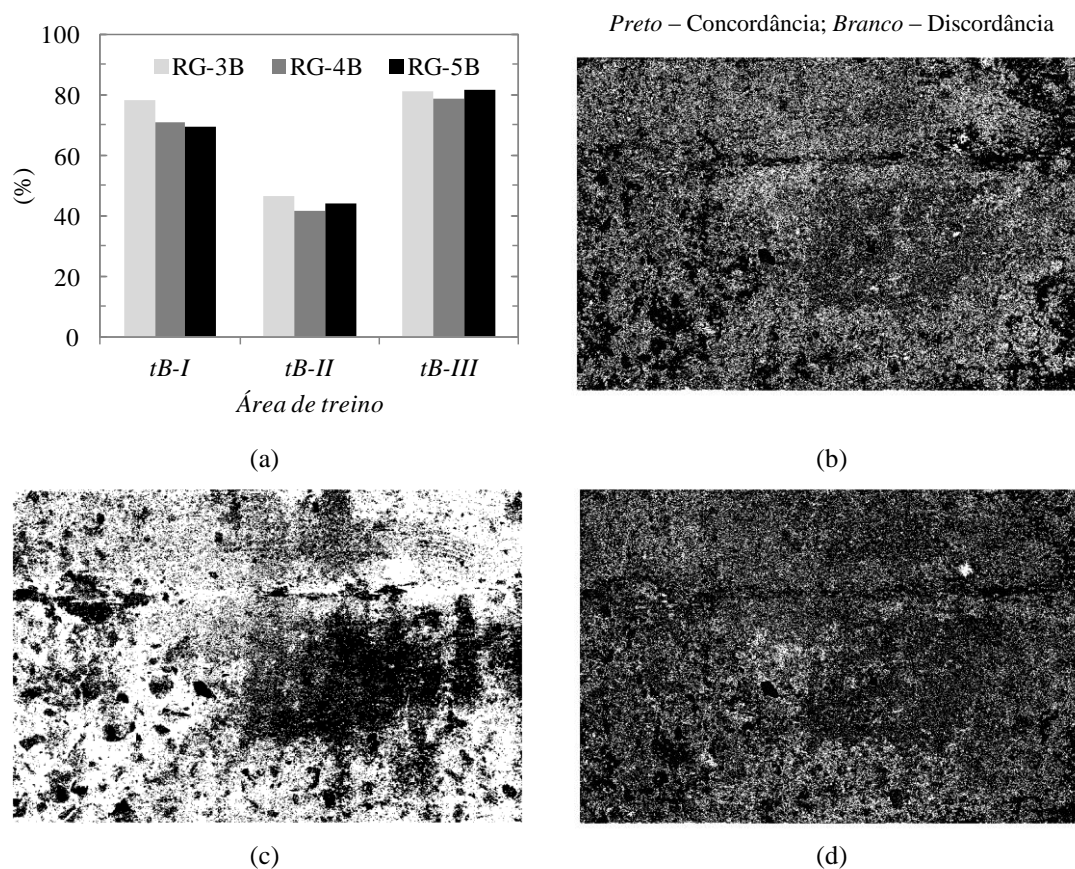 100
80
60
40
20
0
(%)
RG-3B RG-4B RG-5B
tB-I tB-II tB-III
Área de treino
(a)
Preto – Concordância; Branco – Discordância
(b)
(c)
(d)